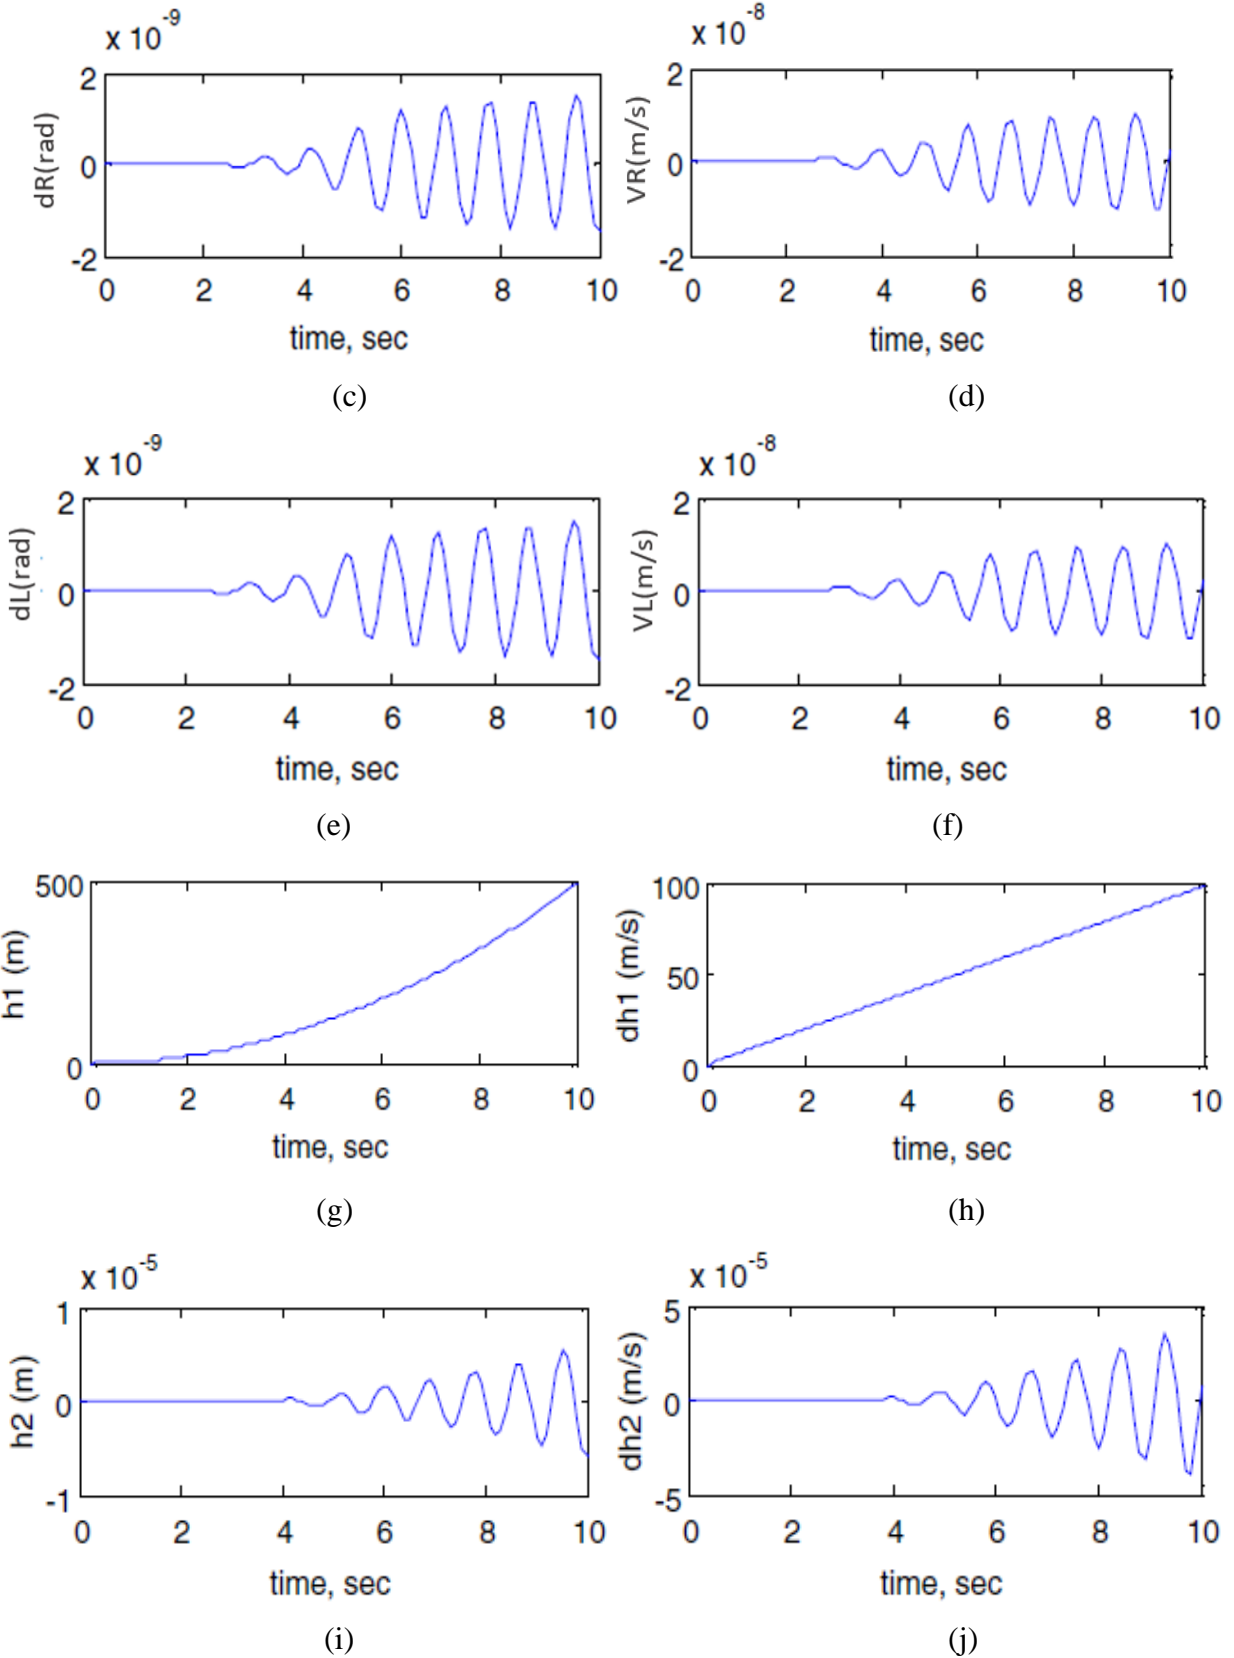 x 10^-9
2
0
-2
dR(rad)
0 2 4 6 8 10
time, sec
(c)
x 10^-8
2
0
-2
VR(m/s)
0 2 4 6 8 10
time, sec
(d)
x 10^-9
2
0
-2
dL(rad)
0 2 4 6 8 10
time, sec
(e)
x 10^-8
2
0
-2
VL(m/s)
0 2 4 6 8 10
time, sec
(f)
500
0
h1 (m)
0 2 4 6 8 10
time, sec
(g)
100
50
0
dh1 (m/s)
0 2 4 6 8 10
time, sec
(h)
x 10^-5
1
0
-1
h2 (m)
0 2 4 6 8 10
time, sec
(i)
x 10^-5
5
0
-5
dh2 (m/s)
0 2 4 6 8 10
time, sec
(j)